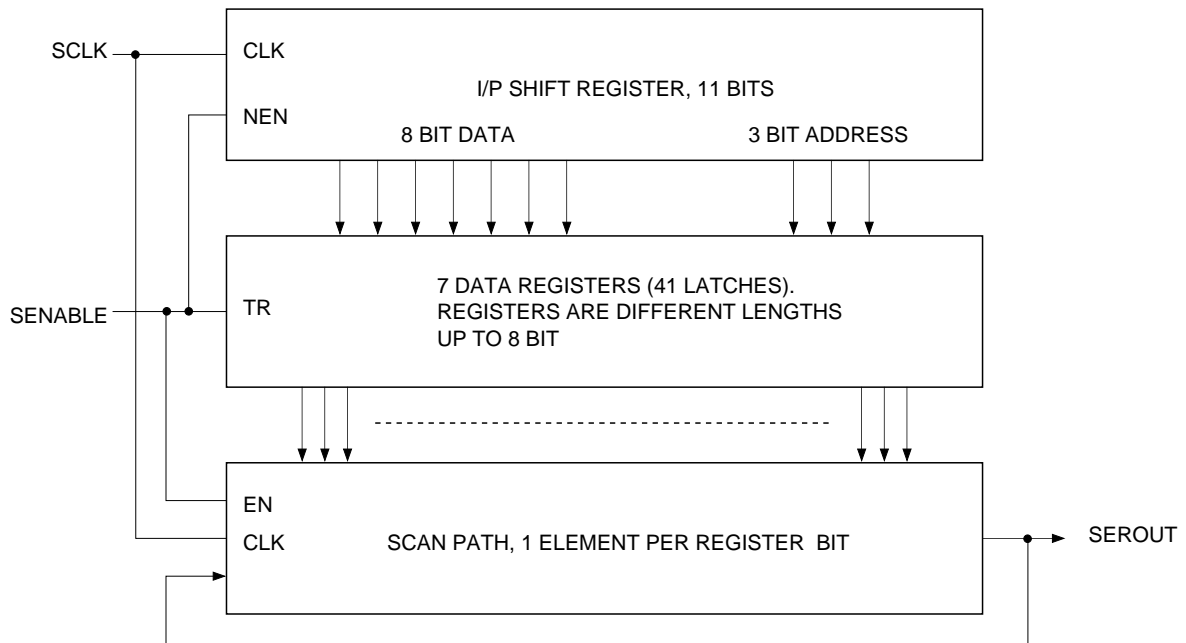 SCLK
CLK
I/P SHIFT REGISTER, 11 BITS
NEN
8 BIT DATA
3 BIT ADDRESS
SENABLE
TR
7 DATA REGISTERS (41 LATCHES).
REGISTERS ARE DIFFERENT LENGTHS
UP TO 8 BIT
EN
CLK
SCAN PATH, 1 ELEMENT PER REGISTER BIT
SEROUT